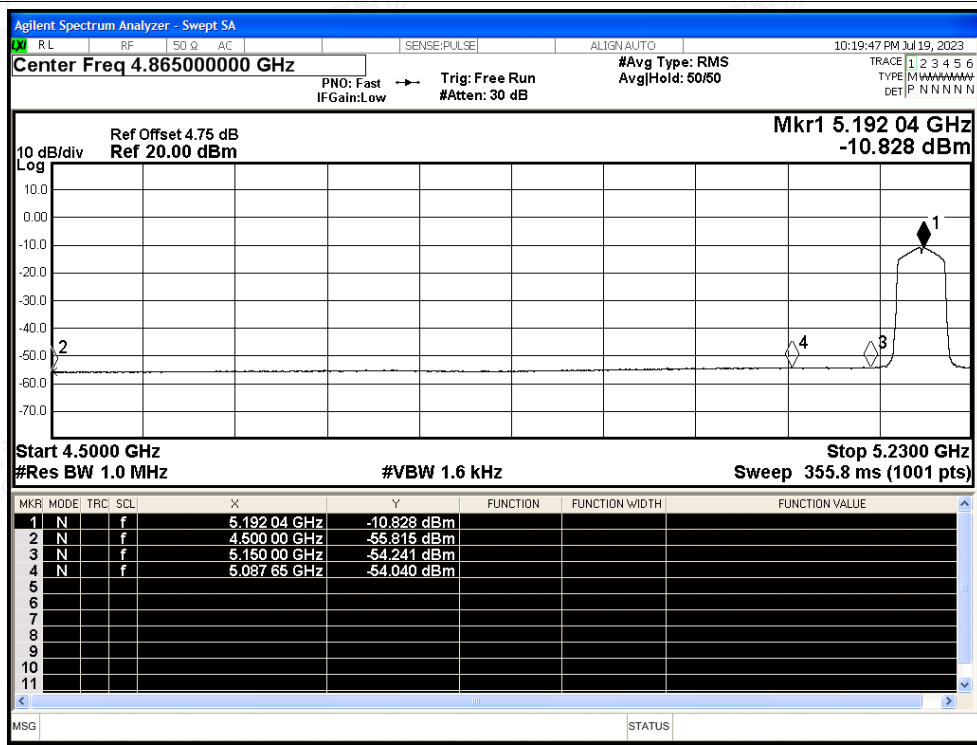 Agilent Spectrum Analyzer - Swept SA
LXI RL RF 50 Ω AC SENSE:PULSE ALIGN AUTO 10:19:47 PM Jul 19, 2023
Center Freq 4.865000000 GHz
PNO: Fast
IFGain:Low
Trig: Free Run
#Atten: 30 dB
#Avg Type: RMS
Avg|Hold: 50/50
TRACE 1 2 3 4 5 6
TYPE M WWWWW
DET P N N N N N
Ref Offset 4.75 dB
10 dB/div Ref 20.00 dBm
Log
Mkr1 5.192 04 GHz
-10.828 dBm
10.0
0.00
-10.0
-20.0
-30.0
-40.0
-50.0
-60.0
-70.0
1
2
4
3
Start 4.5000 GHz Stop 5.2300 GHz
#Res BW 1.0 MHz #VBW 1.6 kHz Sweep 355.8 ms (1001 pts)
MKR MODE TRC SCL X Y FUNCTION FUNCTION WIDTH FUNCTION VALUE
1 N f 5.192 04 GHz -10.828 dBm
2 N f 4.500 00 GHz -55.815 dBm
3 N f 5.150 00 GHz -54.241 dBm
4 N f 5.087 65 GHz -54.040 dBm
5
6
7
8
9
10
11
MSG STATUS